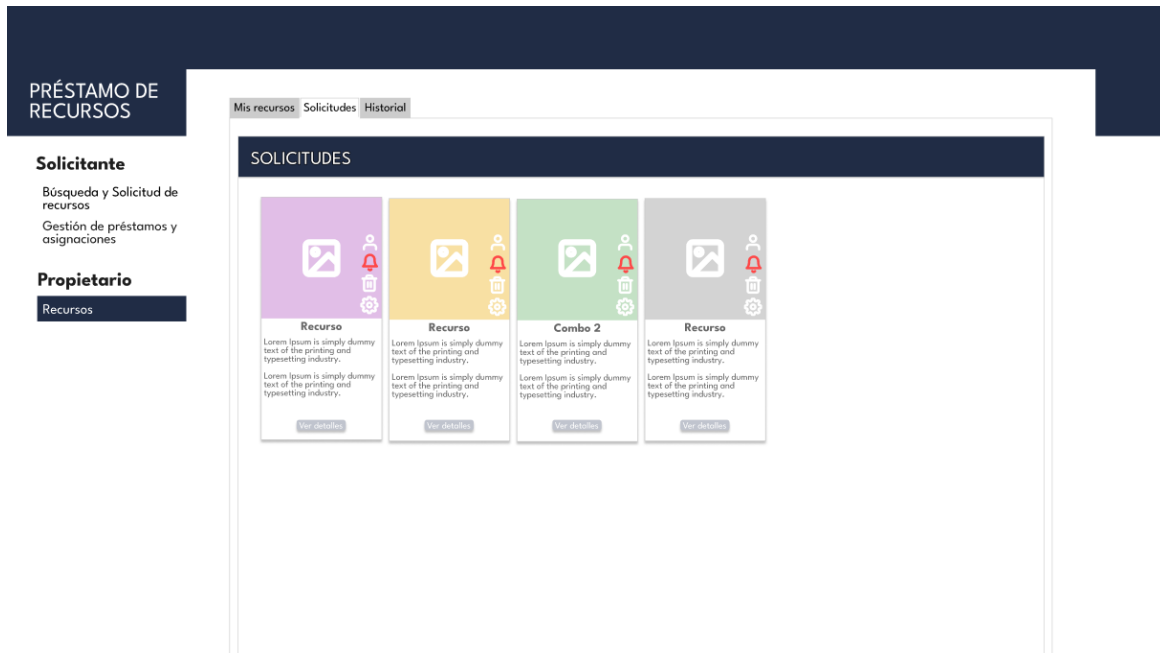 PRÉSTAMO DE
RECURSOS
Solicitante
Búsqueda y Solicitud de
recursos
Gestión de préstamos y
asignaciones
Propietario
Recursos
Mis recursos Solicitudes Historial
SOLICITUDES
Recurso
Lorem Ipsum is simply dummy
text of the printing and
typesetting industry.
Lorem Ipsum is simply dummy
text of the printing and
typesetting industry.
Ver detalles
Recurso
Lorem Ipsum is simply dummy
text of the printing and
typesetting industry.
Lorem Ipsum is simply dummy
text of the printing and
typesetting industry.
Ver detalles
Combo 2
Lorem Ipsum is simply dummy
text of the printing and
typesetting industry.
Lorem Ipsum is simply dummy
text of the printing and
typesetting industry.
Ver detalles
Recurso
Lorem Ipsum is simply dummy
text of the printing and
typesetting industry.
Lorem Ipsum is simply dummy
text of the printing and
typesetting industry.
Ver detalles